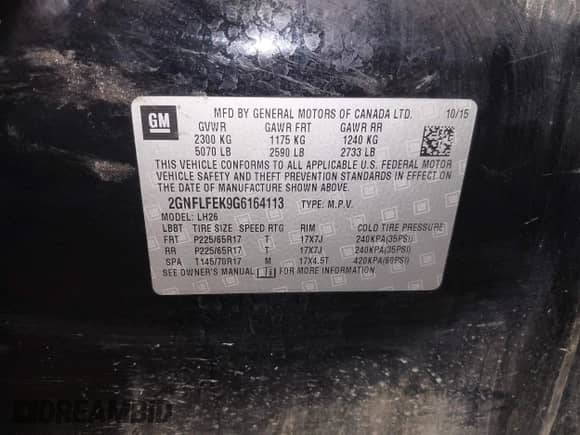 GM
MFD BY GENERAL MOTORS OF CANADA LTD. 10/15
GVWR GAWR FRT GAWR RR
2300 KG 1175 KG 1240 KG
5070 LB 2590 LB 2733 LB
THIS VEHICLE CONFORMS TO ALL APPLICABLE U.S. FEDERAL MOTOR
VEHICLE SAFETY AND THEFT PREVENTION STANDARDS IN EFFECT ON
THE DATE OF MANUFACTURE SHOWN ABOVE.
2GNFLFEK9G6164113 TYPE: M.P.V.
MODEL: LH26
LBBT TIRE SIZE SPEED RTG RIM COLD TIRE PRESSURE
FRT P225/65R17 T 17X7J 240KPA(35PSI)
RR P225/65R17 T 17X7J 240KPA(35PSI)
SPA T145/70R17 M 17X4.5T 420KPA(60PSI)
SEE OWNER'S MANUAL FOR MORE INFORMATION.
DREAMBID